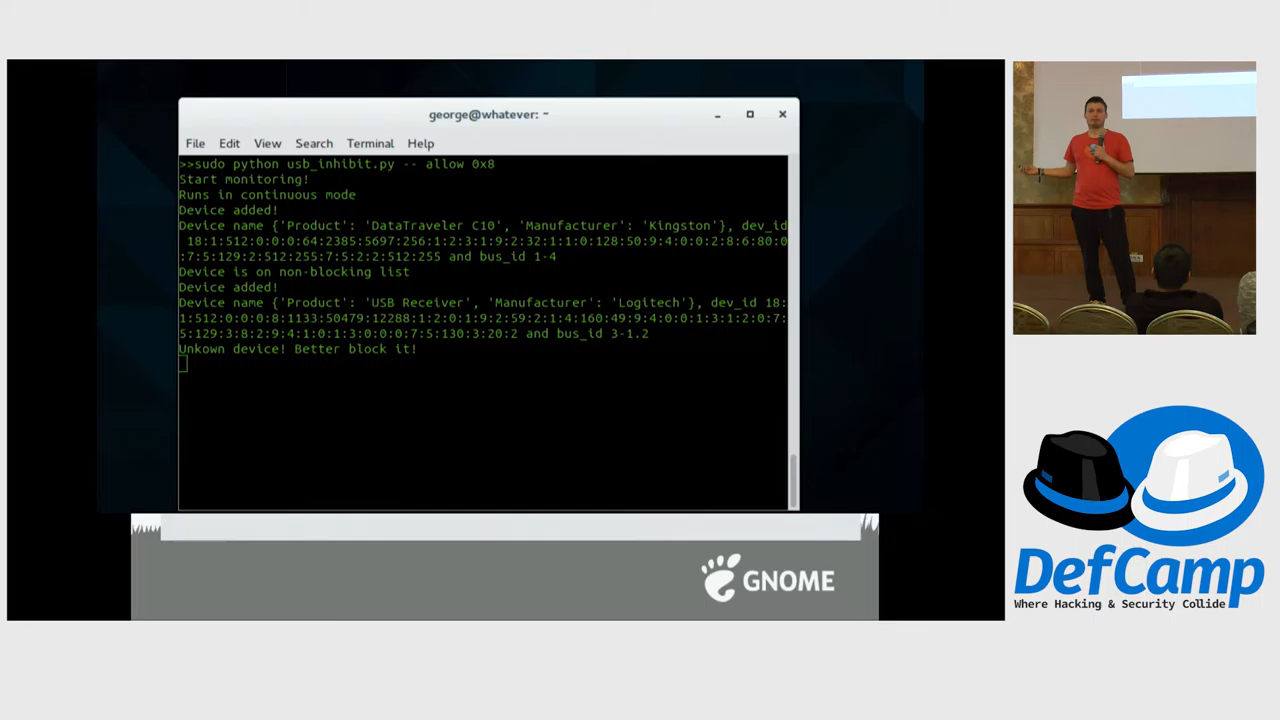 george@whatever: ~
File Edit View Search Terminal Help
>>sudo python usb_inhibit.py -- allow 0x8
Start monitoring!
Runs in continuous mode
Device added!
Device name {'Product': 'DataTraveler C10', 'Manufacturer': 'Kingston'}, dev_id
18:1:512:0:0:0:64:2385:5697:256:1:2:3:1:9:2:32:1:1:0:128:50:9:4:0:0:2:8:6:80:0
:7:5:129:2:512:255:7:5:2:2:512:255 and bus_id 1-4
Device is on non-blocking list
Device added!
Device name {'Product': 'USB Receiver', 'Manufacturer': 'Logitech'}, dev_id 18:
1:512:0:0:0:8:1133:50479:12288:1:2:0:1:9:2:59:2:1:4:160:49:9:4:0:0:1:3:1:2:0:7:
5:129:3:8:2:9:4:1:0:1:3:0:0:0:7:5:130:3:20:2 and bus_id 3-1.2
Unkown device! Better block it!
GNOME
DefCamp
Where Hacking & Security Collide